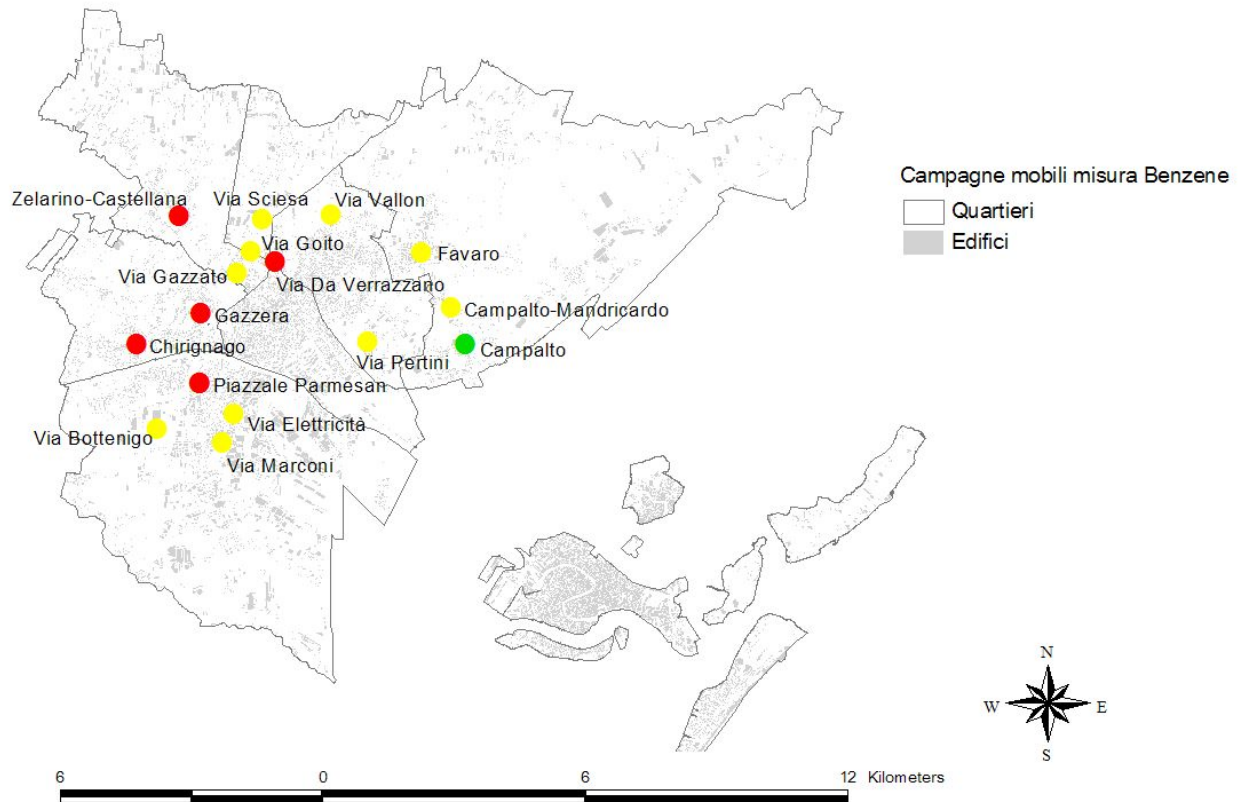 Campagne mobili misura Benzene
Quartieri
Edifici
Zelarino-Castellana
Via Sciesa
Via Vallon
Via Goito
Favaro
Via Gazzato
Via Da Verrazzano
Gazzera
Campalto-Mandricardo
Chirignago
Via Pertini
Campalto
Piazzale Parmesan
Via Elettricità
Via Bottenigo
Via Marconi
N
W E
S
6 0 6 12 Kilometers